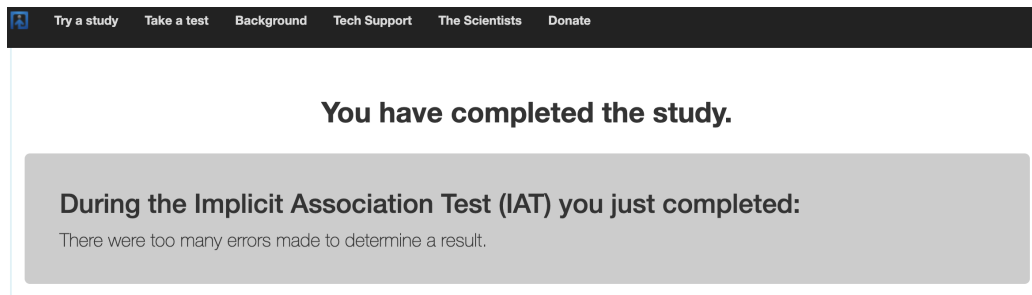 Try a study Take a test Background Tech Support The Scientists Donate
You have completed the study.
During the Implicit Association Test (IAT) you just completed:
There were too many errors made to determine a result.